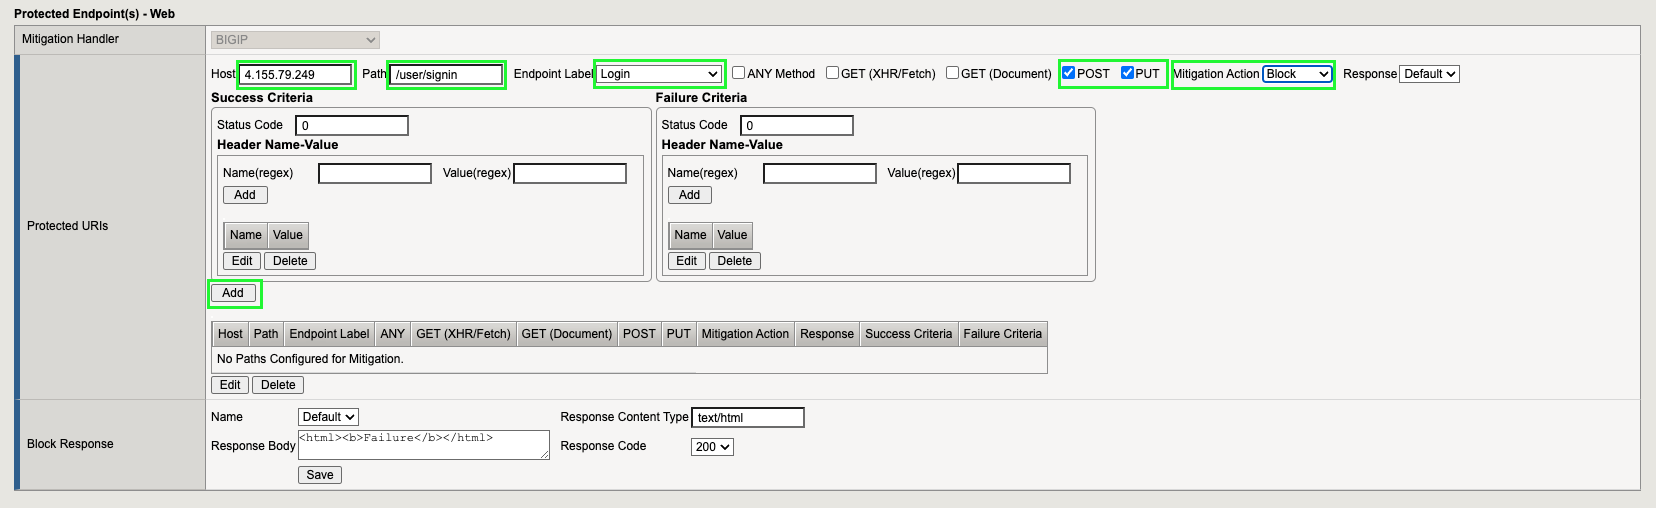 Protected Endpoint(s) - Web
Mitigation Handler BIGIP
Host 4.155.79.249 Path /user/signin Endpoint Label Login ANY Method GET (XHR/Fetch) GET (Document) POST PUT Mitigation Action Block Response Default
Success Criteria Failure Criteria
Status Code 0 Status Code 0
Header Name-Value Header Name-Value
Name(regex) Value(regex) Name(regex) Value(regex)
Add Add
Protected URIs
Name Value Name Value
Edit Delete Edit Delete
Add
Host Path Endpoint Label ANY GET (XHR/Fetch) GET (Document) POST PUT Mitigation Action Response Success Criteria Failure Criteria
No Paths Configured for Mitigation.
Edit Delete
Name Default Response Content Type text/html
Block Response
Response Body <html><b>Failure</b></html> Response Code 200
Save